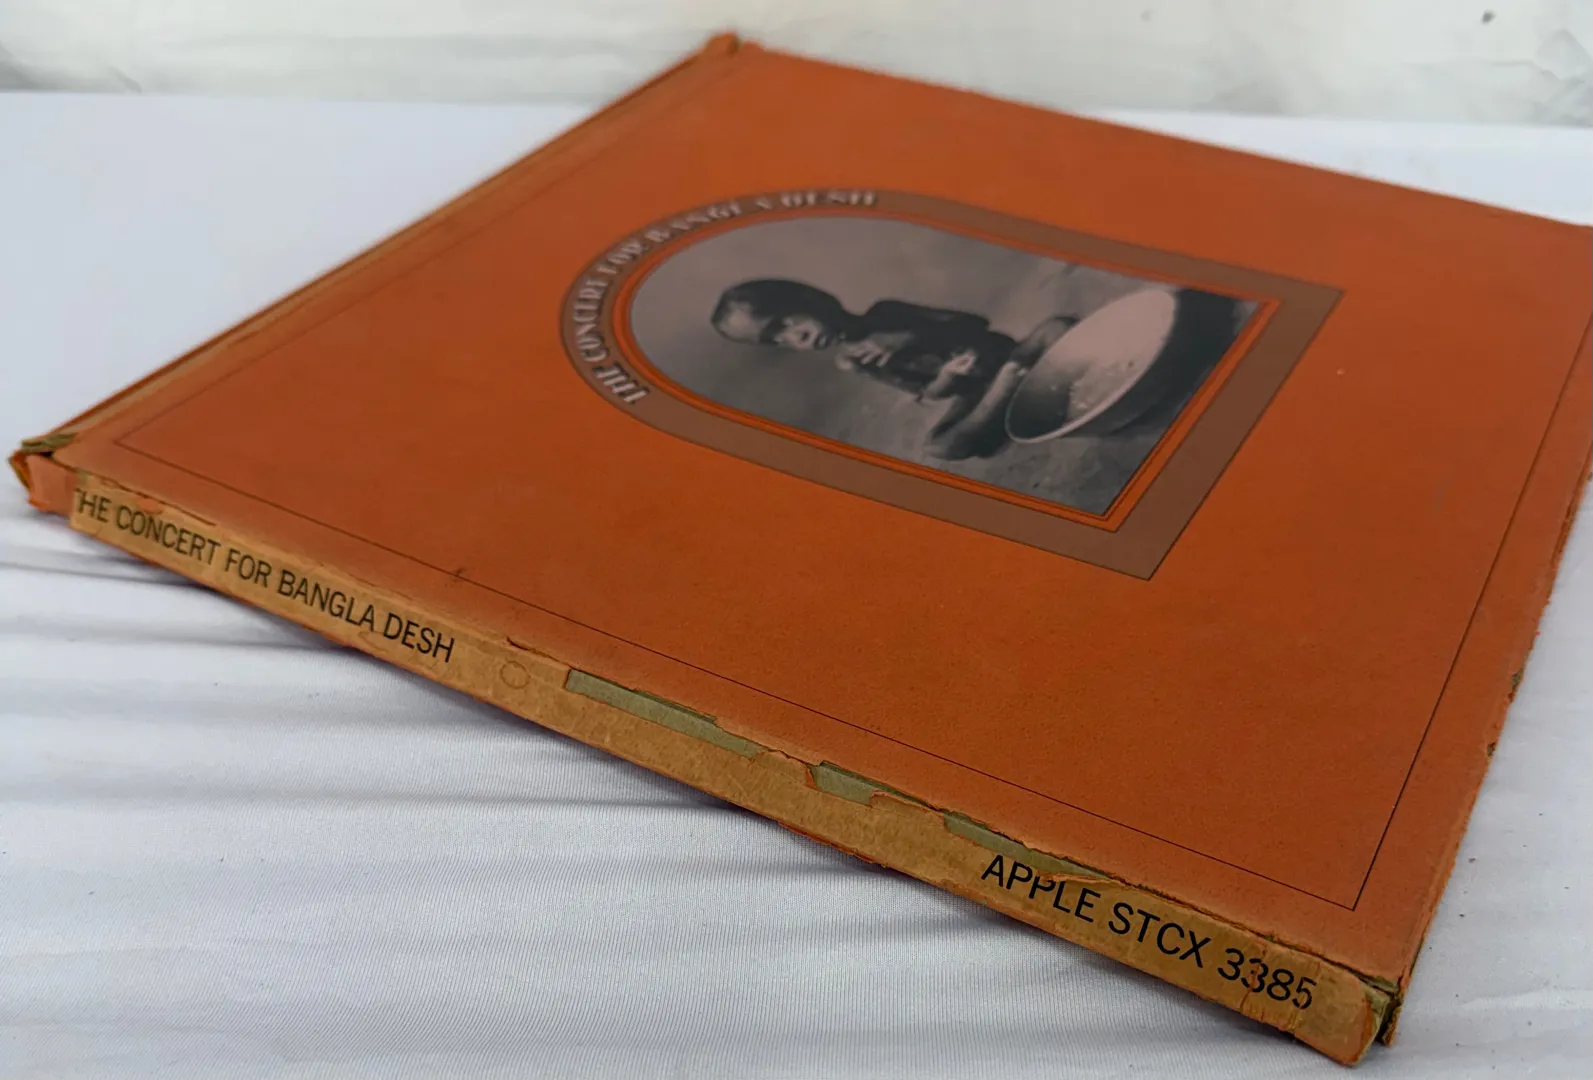 THE CONCERT FOR BANGLA DESH
HE CONCERT FOR BANGLA DESH
APPLE STCX 3385